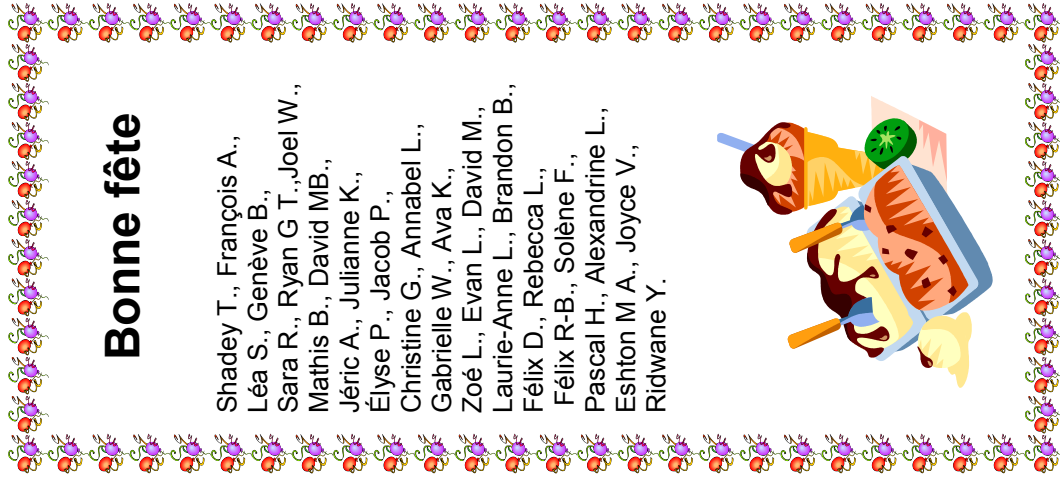 Bonne fête
Shadey T., François A.,
Léa S., Genève B.,
Sara R., Ryan G T.,Joel W.,
Mathis B., David MB.,
Jéric A., Julianne K.,
Élyse P., Jacob P.,
Christine G., Annabel L.,
Gabrielle W., Ava K.,
Zoé L., Evan L., David M.,
Laurie-Anne L., Brandon B.,
Félix D., Rebecca L.,
Félix R-B., Solène F.,
Pascal H., Alexandrine L.,
Eshton M A., Joyce V.,
Ridwane Y.